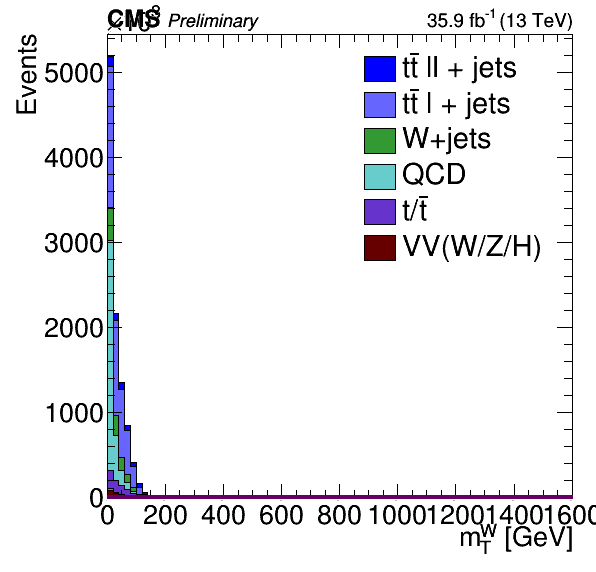 CMS Preliminary 35.9 fb⁻¹ (13 TeV)
Events
tt̄ ll + jets
tt̄ l + jets
W+jets
QCD
t/t̄
VV(W/Z/H)
5000
4000
3000
2000
1000
0
0 200 400 600 800 1000 1200 1400 1600
m_T^W [GeV]